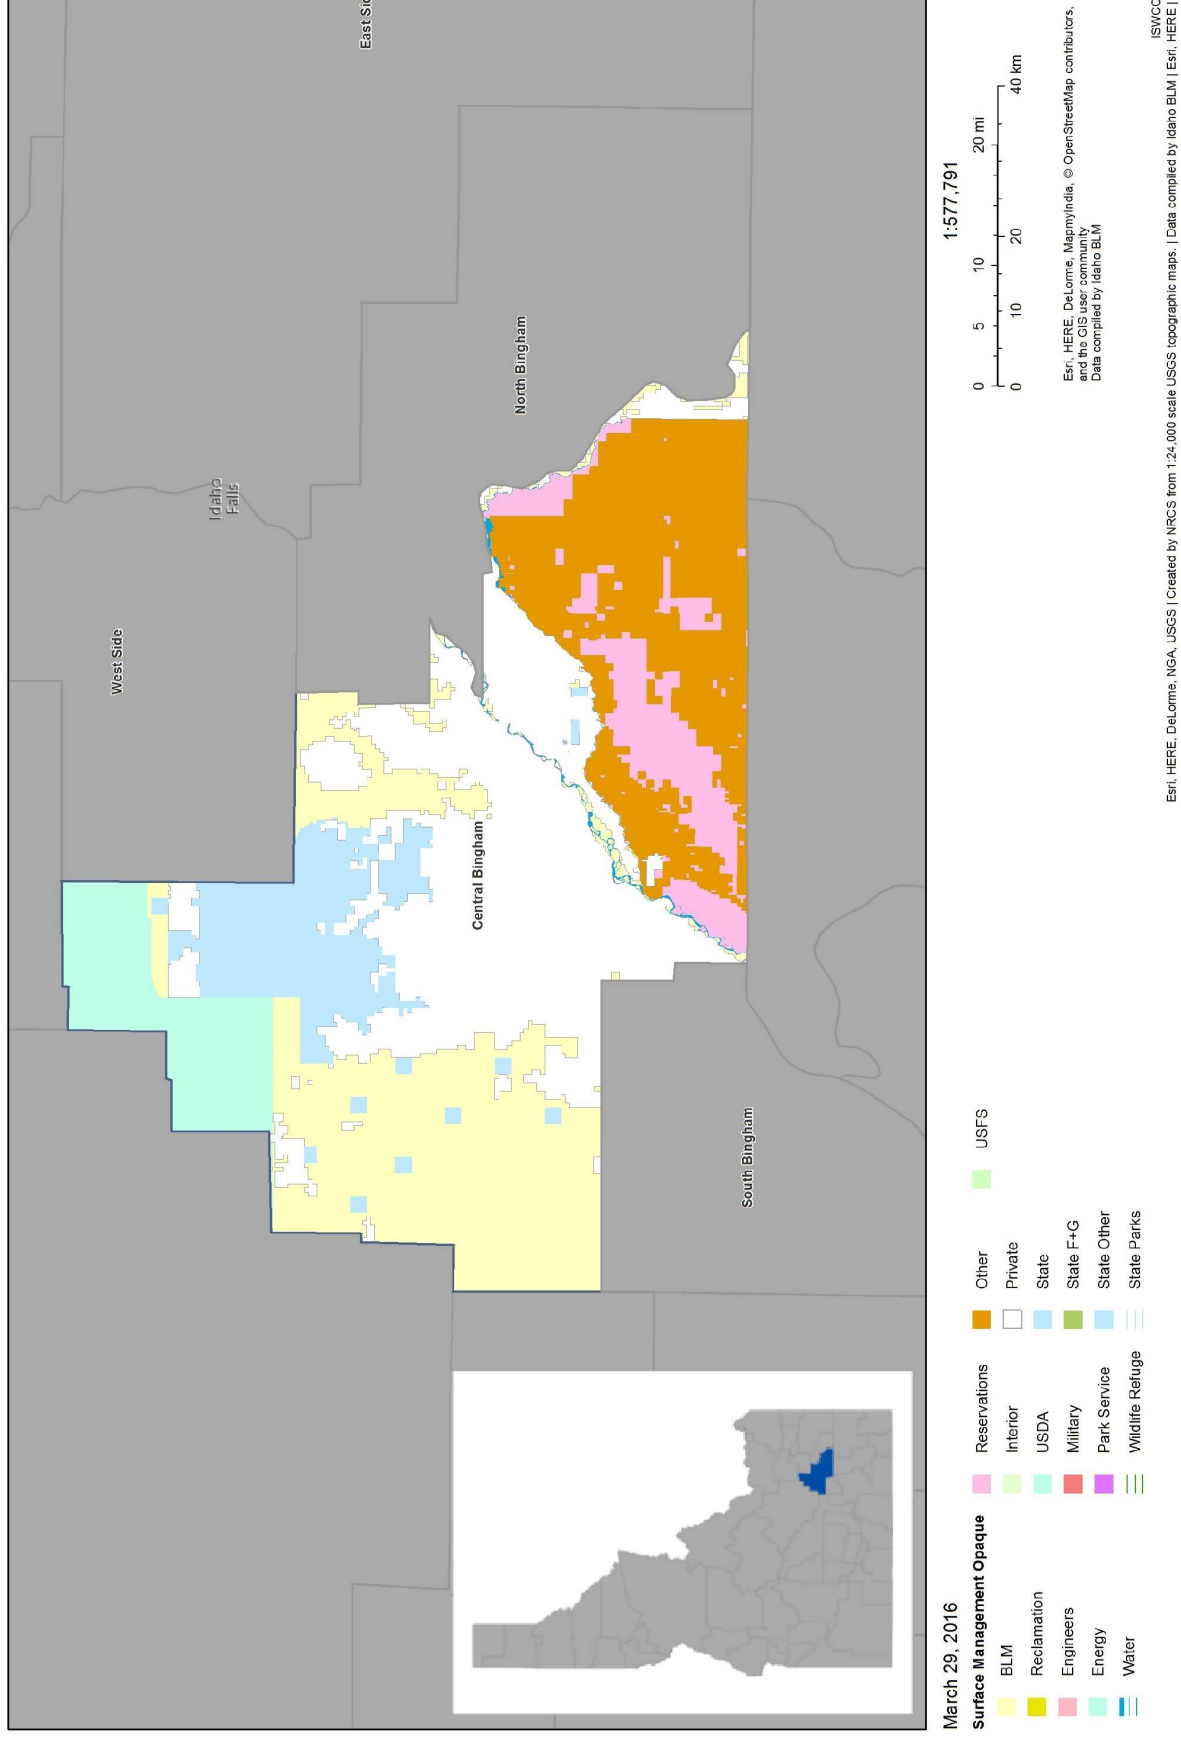 East Sid
West Side
Idaho
Falls
North Bingham
Central Bingham
South Bingham
March 29, 2016
1:577,791
Surface Management Opaque
BLM
Reclamation
Engineers
Energy
Water
Reservations
Interior
USDA
Military
Park Service
Wildlife Refuge
Other
Private
State
State F+G
State Other
State Parks
USFS
0 5 10 20 mi
0 10 20 40 km
Esri, HERE, DeLorme, MapmyIndia, © OpenStreetMap contributors,
and the GIS user community
Data compiled by Idaho BLM
ISWCC
Esri, HERE, DeLorme, NGA, USGS | Created by NRCS from 1:24,000 scale USGS topographic maps. | Data compiled by Idaho BLM | Esri, HERE |